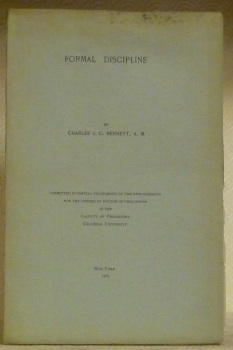 FORMAL DISCIPLINE
BY
CHARLES J. C. BENNETT, A. M.
SUBMITTED IN PARTIAL FULFILMENT OF THE REQUIREMENTS
FOR THE DEGREE OF DOCTOR OF PHILOSOPHY
IN THE
FACULTY OF PHILOSOPHY
COLUMBIA UNIVERSITY
NEW YORK